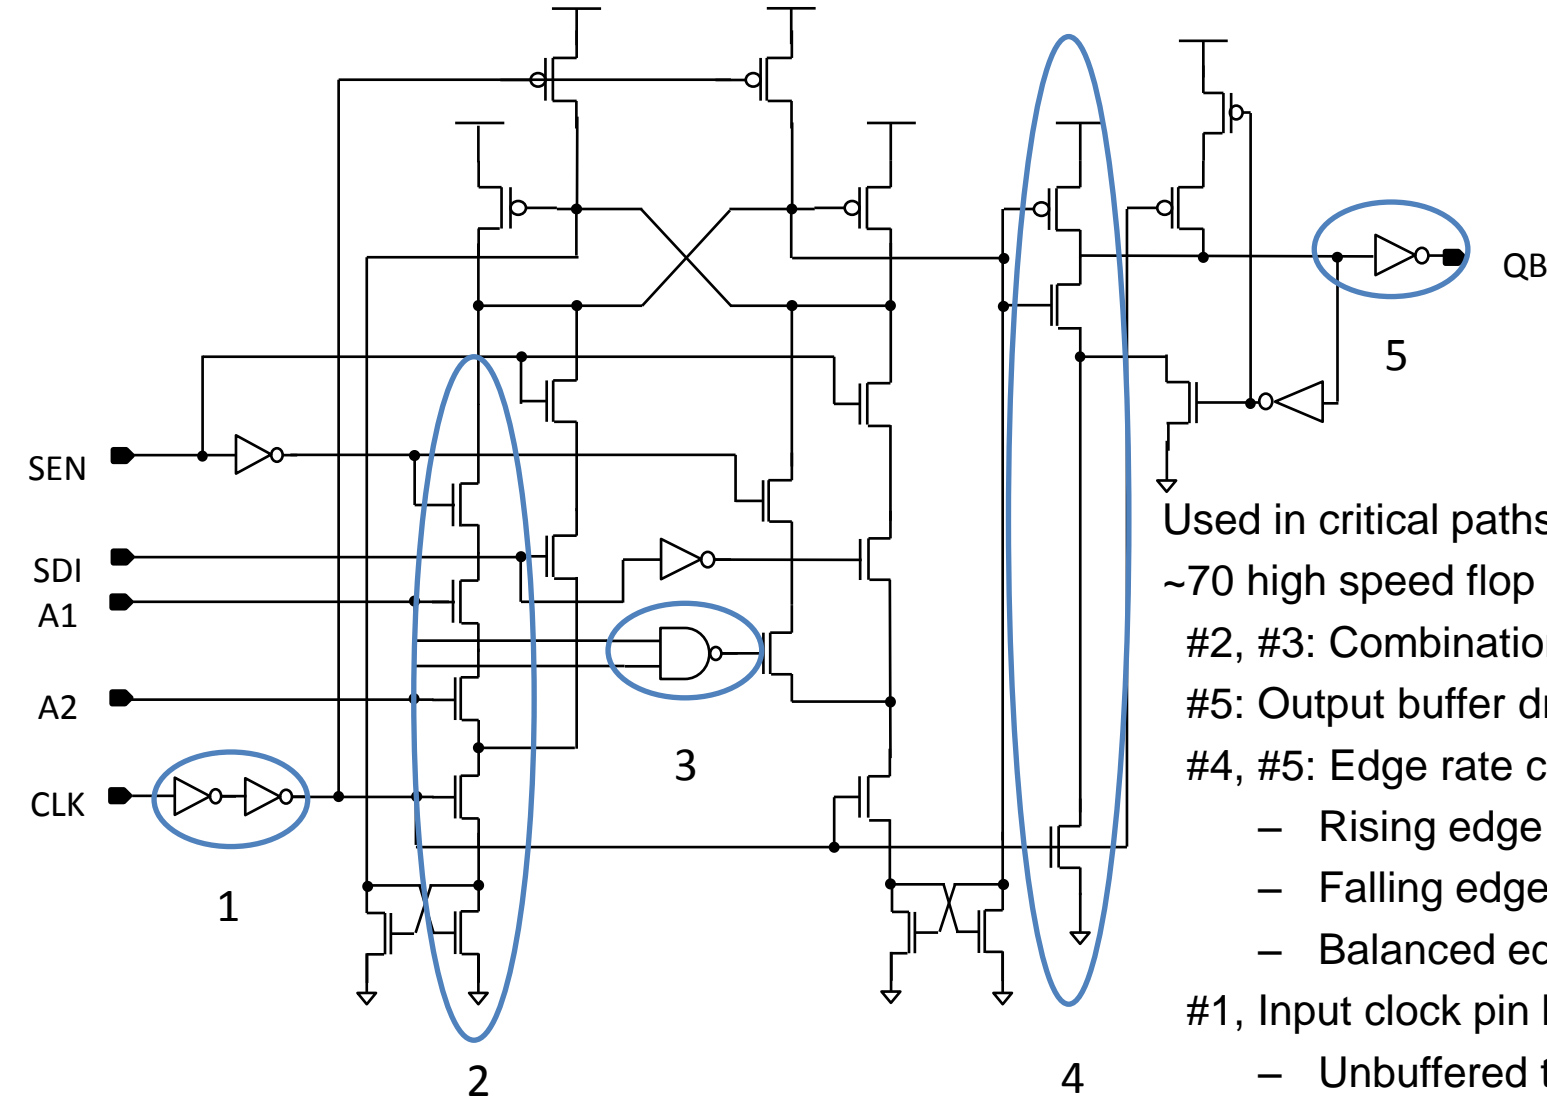 QB
5
SEN
SDI
A1
A2
CLK
3
1
2
4
Used in critical paths
~70 high speed flop
#2, #3:
#5: Output buffer
#4, #5: Edge rate
– Rising edge
– Falling edge
– Balanced
#1, Input clock pin
– Unbuffered